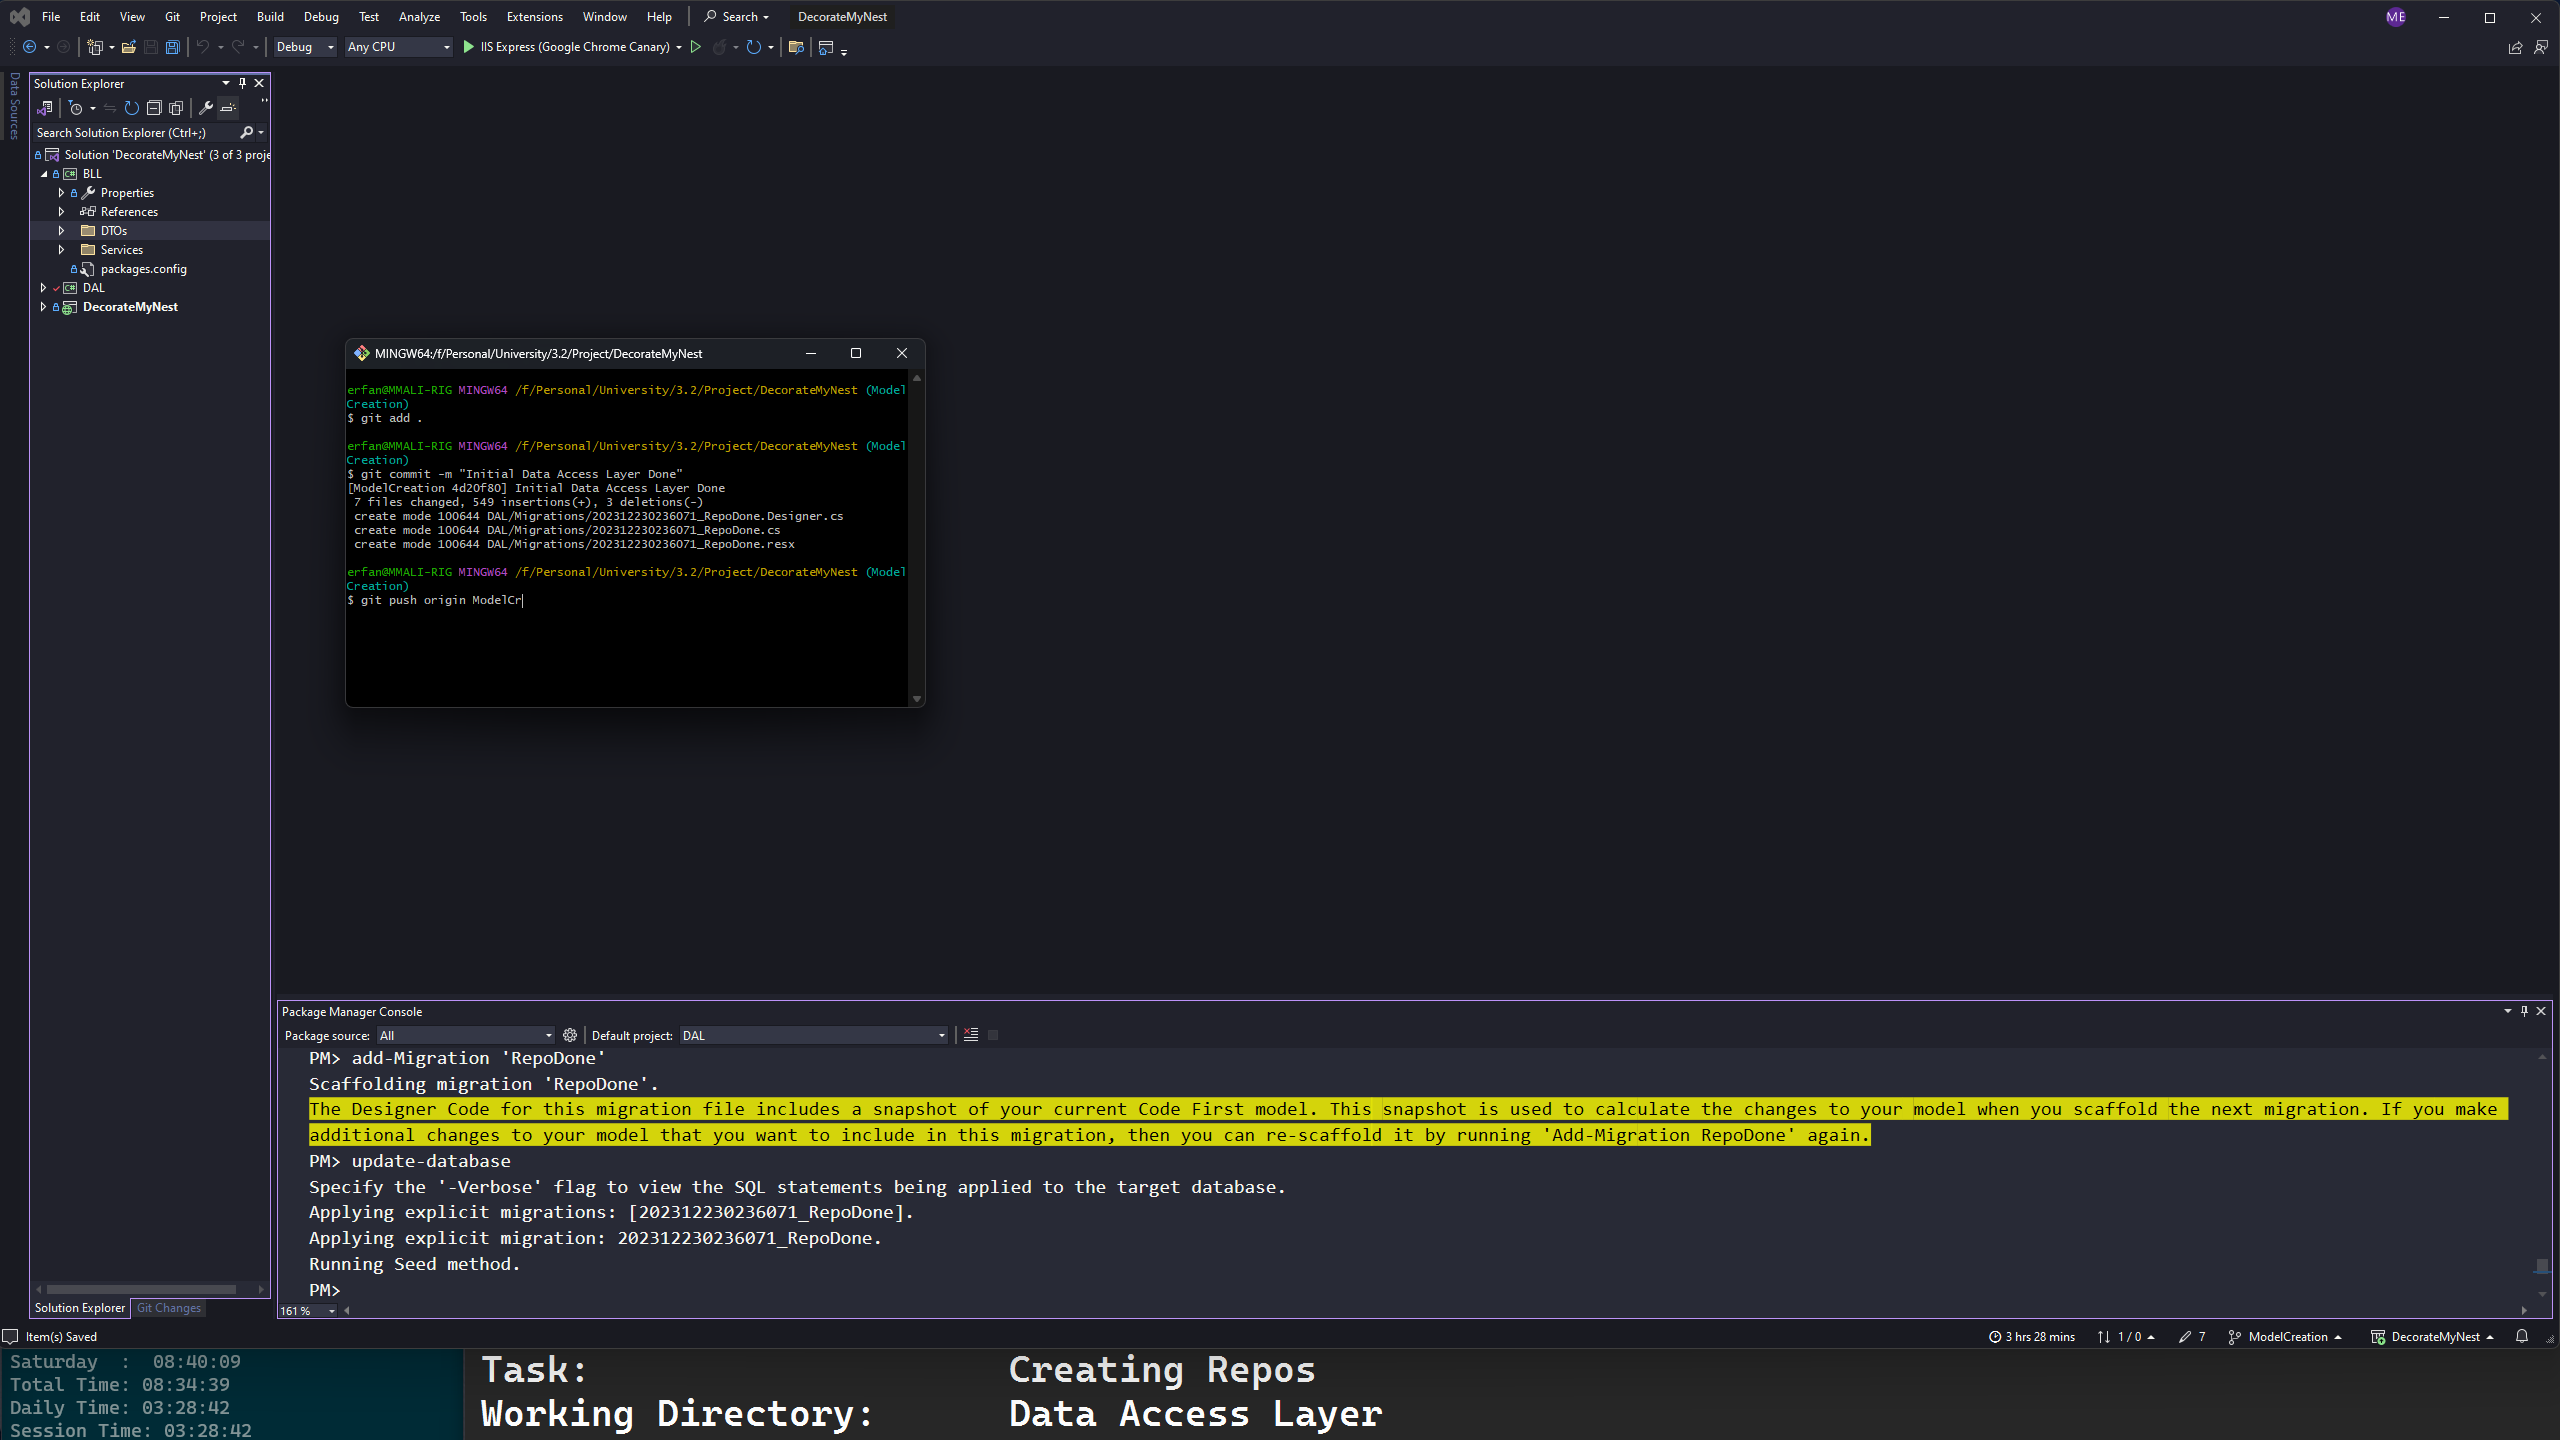 File Edit View Git Project Build Debug Test Analyze Tools Extensions Window Help Search DecorateMyNest ME
Debug Any CPU IIS Express (Google Chrome Canary)
Data Sources
Solution Explorer
Search Solution Explorer (Ctrl+;)
Solution 'DecorateMyNest' (3 of 3 proje
BLL
Properties
References
DTOs
Services
packages.config
DAL
DecorateMyNest
MINGW64:/f/Personal/University/3.2/Project/DecorateMyNest
erfan@MMALI-RIG MINGW64 /f/Personal/University/3.2/Project/DecorateMyNest (Model
Creation)
$ git add .
erfan@MMALI-RIG MINGW64 /f/Personal/University/3.2/Project/DecorateMyNest (Model
Creation)
$ git commit -m "Initial Data Access Layer Done"
[ModelCreation 4d20f80] Initial Data Access Layer Done
7 files changed, 549 insertions(+), 3 deletions(-)
create mode 100644 DAL/Migrations/202312230236071_RepoDone.Designer.cs
create mode 100644 DAL/Migrations/202312230236071_RepoDone.cs
create mode 100644 DAL/Migrations/202312230236071_RepoDone.resx
erfan@MMALI-RIG MINGW64 /f/Personal/University/3.2/Project/DecorateMyNest (Model
Creation)
$ git push origin ModelCr
Package Manager Console
Package source: All Default project: DAL
PM> add-Migration 'RepoDone'
Scaffolding migration 'RepoDone'.
The Designer Code for this migration file includes a snapshot of your current Code First model. This snapshot is used to calculate the changes to your model when you scaffold the next migration. If you make
additional changes to your model that you want to include in this migration, then you can re-scaffold it by running 'Add-Migration RepoDone' again.
PM> update-database
Specify the '-Verbose' flag to view the SQL statements being applied to the target database.
Applying explicit migrations: [202312230236071_RepoDone].
Applying explicit migration: 202312230236071_RepoDone.
Running Seed method.
PM>
161 %
Solution Explorer Git Changes
Item(s) Saved 3 hrs 28 mins 1 / 0 7 ModelCreation DecorateMyNest
Saturday : 08:40:09
Total Time: 08:34:39
Daily Time: 03:28:42
Session Time: 03:28:42
Task: Creating Repos
Working Directory: Data Access Layer